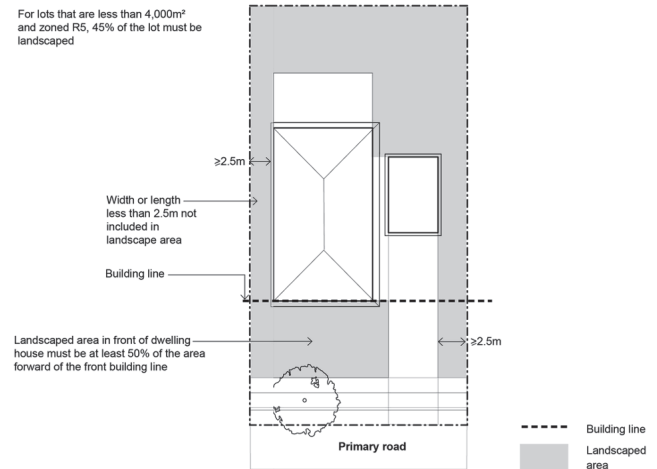 For lots that are less than 4,000m²
and zoned R5, 45% of the lot must be
landscaped
≥2.5m
Width or length
less than 2.5m not
included in
landscape area
Building line
Landscaped area in front of dwelling
house must be at least 50% of the area
forward of the front building line
≥2.5m
Primary road
Building line
Landscaped
area